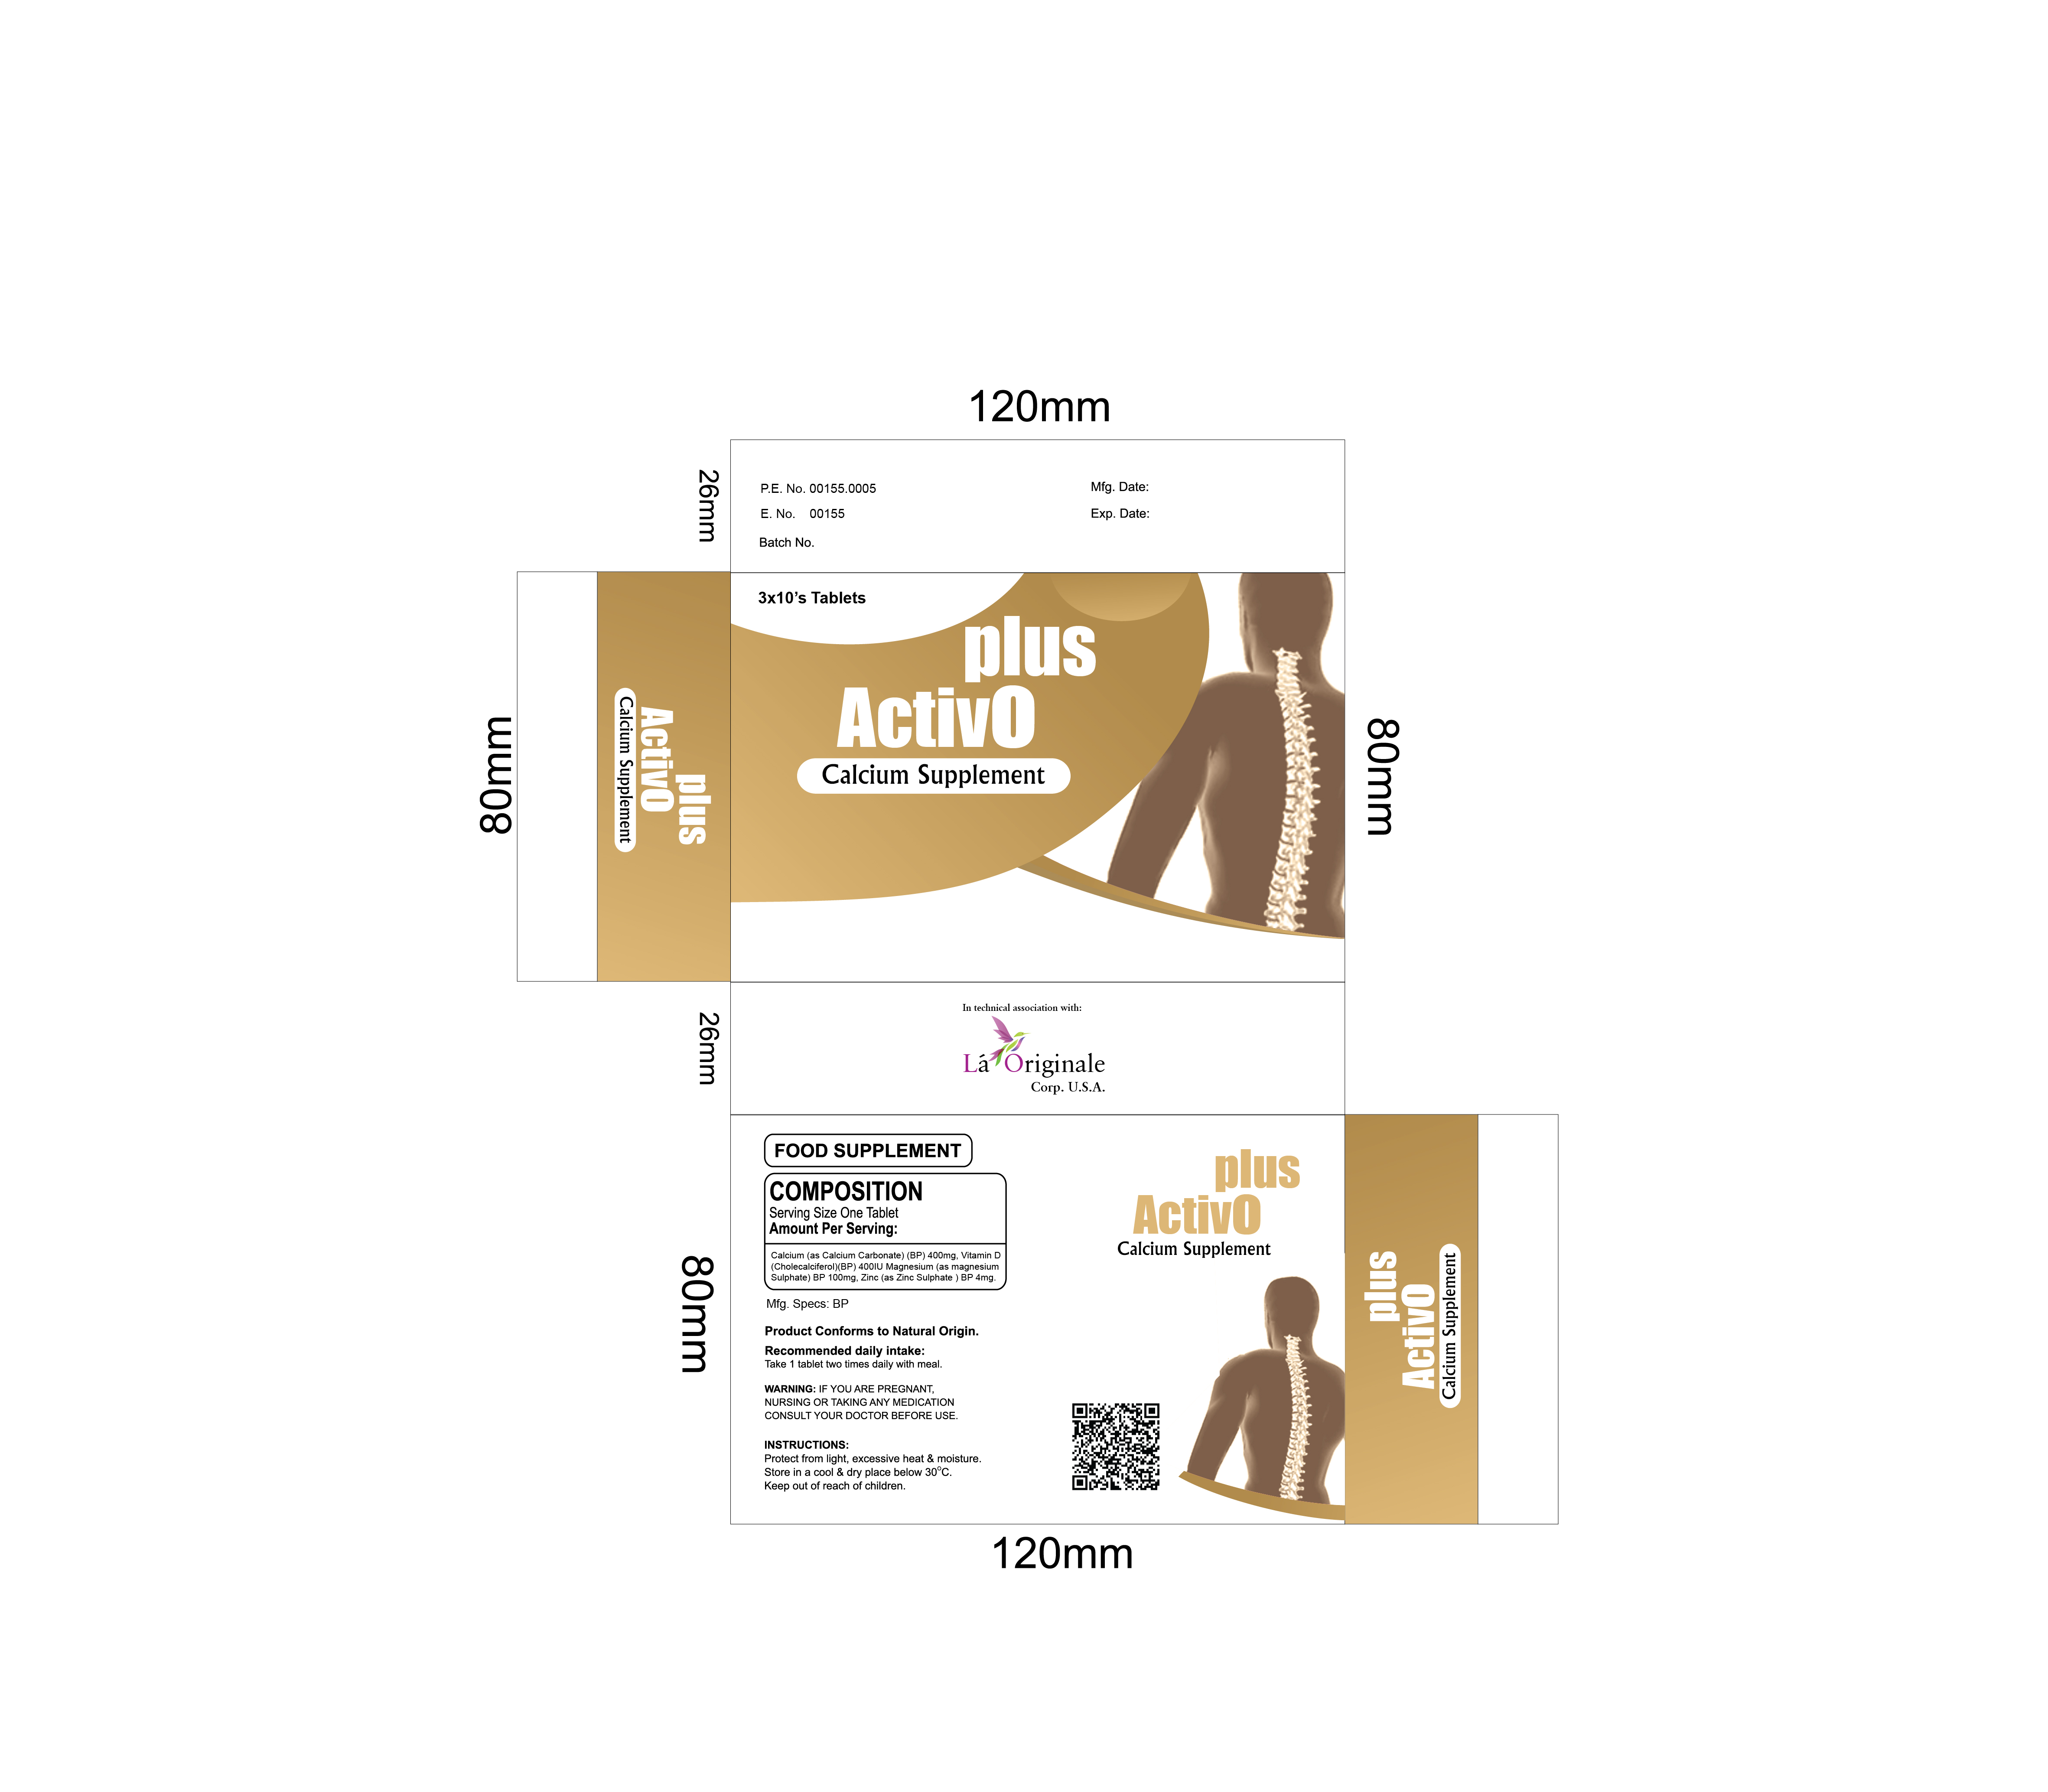 120mm
26mm
P.E. No. 00155.0005
E. No. 00155
Batch No.
Mfg. Date:
Exp. Date:
80mm
plus
ActivO
Calcium Supplement
3x10's Tablets
plus
ActivO
Calcium Supplement
80mm
26mm
In technical association with:
Lá Originale
Corp. U.S.A.
80mm
FOOD SUPPLEMENT
COMPOSITION
Serving Size One Tablet
Amount Per Serving:
Calcium (as Calcium Carbonate) (BP) 400mg, Vitamin D
(Cholecalciferol)(BP) 400IU Magnesium (as magnesium
Sulphate) BP 100mg, Zinc (as Zinc Sulphate ) BP 4mg.
Mfg. Specs: BP
Product Conforms to Natural Origin.
Recommended daily intake:
Take 1 tablet two times daily with meal.
WARNING: IF YOU ARE PREGNANT,
NURSING OR TAKING ANY MEDICATION
CONSULT YOUR DOCTOR BEFORE USE.
INSTRUCTIONS:
Protect from light, excessive heat & moisture.
Store in a cool & dry place below 30°C.
Keep out of reach of children.
plus
ActivO
Calcium Supplement
plus
ActivO
Calcium Supplement
120mm